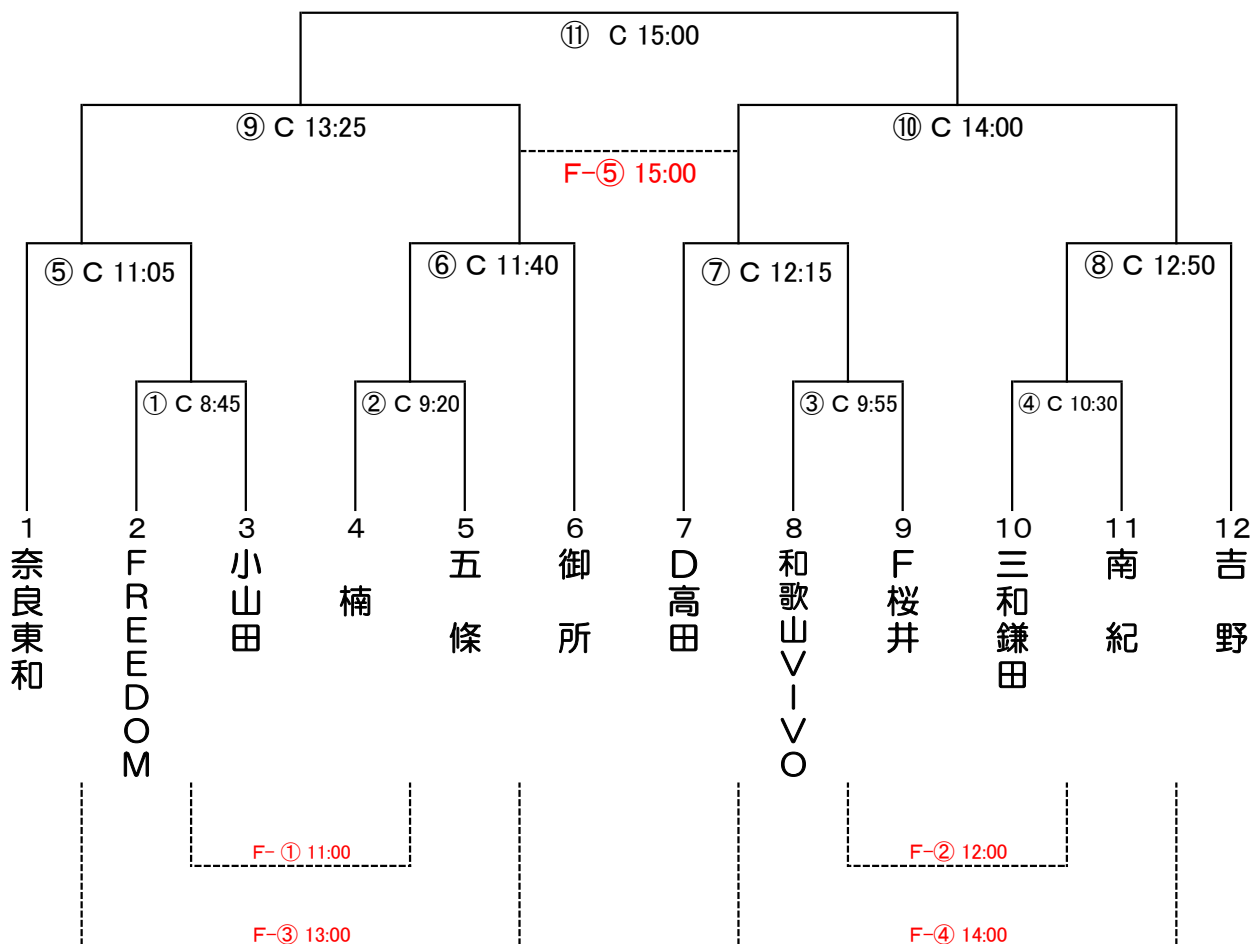 ⑪ C 15:00
⑨ C 13:25
⑩ C 14:00
F-⑤ 15:00
⑤ C 11:05
⑥ C 11:40
⑦ C 12:15
⑧ C 12:50
① C 8:45
② C 9:20
③ C 9:55
④ C 10:30
1 奈良東和
2 FREEDOM
3 小山田
4 楠
5 五條
6 御所
7 D高田
8 和歌山VIVO
9 F桜井
10 三和鎌田
11 南紀
12 吉野
F- ① 11:00
F-② 12:00
F-③ 13:00
F-④ 14:00